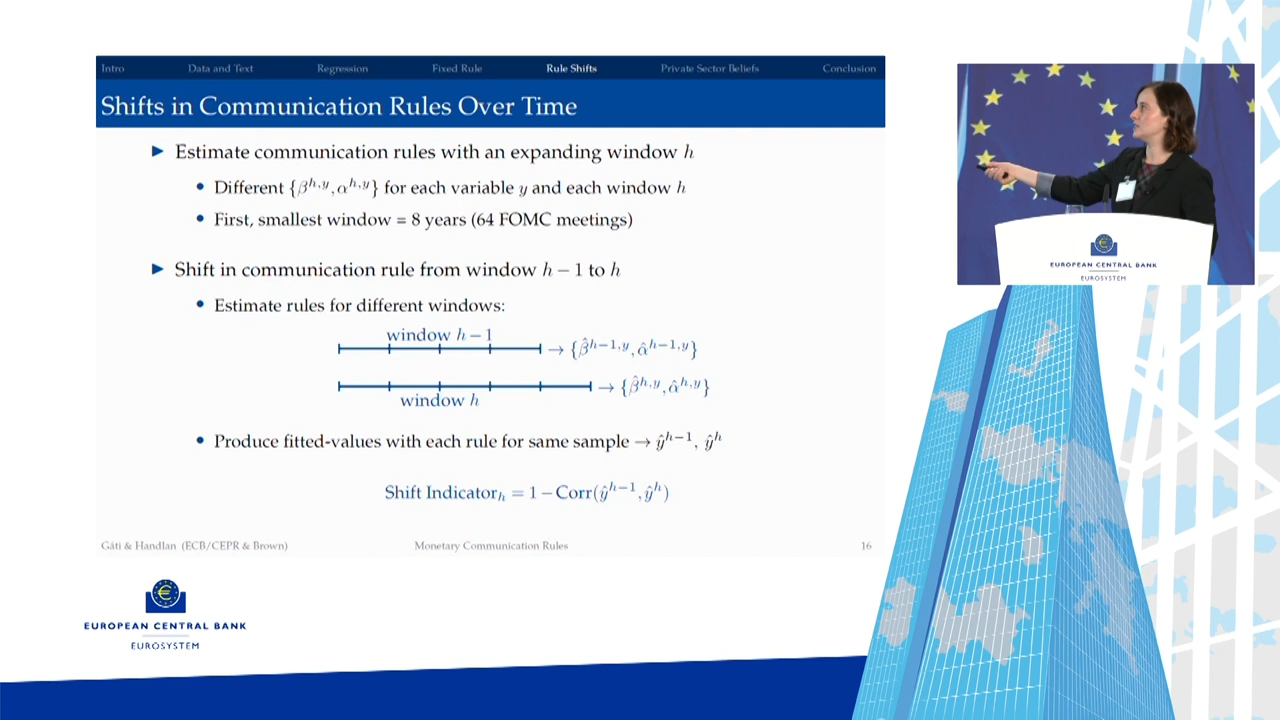 Intro Data and Text Regression Fixed Rule Rule Shifts Private Sector Beliefs Conclusion
Shifts in Communication Rules Over Time
► Estimate communication rules with an expanding window h
• Different {β^{h,y}, α^{h,y}} for each variable y and each window h
• First, smallest window = 8 years (64 FOMC meetings)
► Shift in communication rule from window h − 1 to h
• Estimate rules for different windows:
window h − 1
→ {β̂^{h−1,y}, α̂^{h−1,y}}
→ {β̂^{h,y}, α̂^{h,y}}
window h
• Produce fitted-values with each rule for same sample → ŷ^{h−1}, ŷ^h
Shift Indicator_h = 1 − Corr(ŷ^{h−1}, ŷ^h)
Gáti & Handlan (ECB/CEPR & Brown) Monetary Communication Rules 16
EUROPEAN CENTRAL BANK
EUROSYSTEM
EUROPEAN CENTRAL BANK
EUROSYSTEM